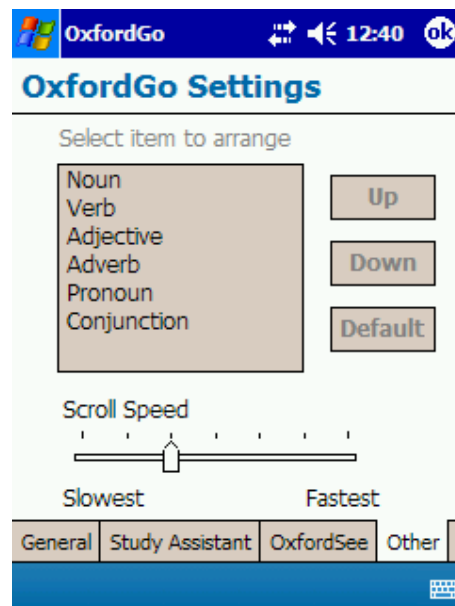 OxfordGo 12:40 ok
OxfordGo Settings
Select item to arrange
Noun
Verb
Adjective
Adverb
Pronoun
Conjunction
Up
Down
Default
Scroll Speed
Slowest Fastest
General Study Assistant OxfordSee Other